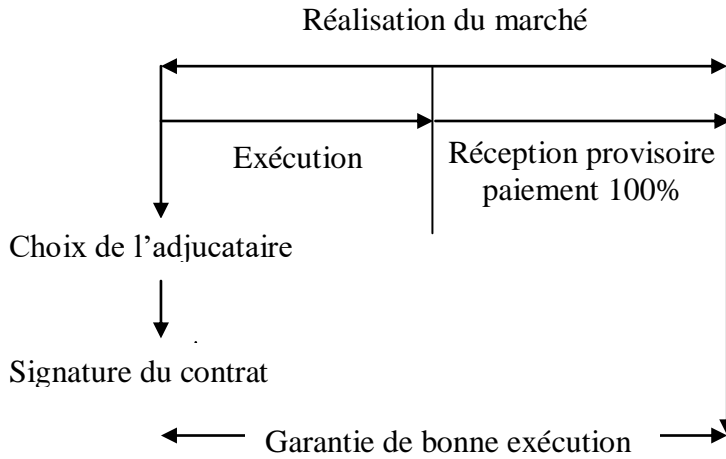 Réalisation du marché
Exécution
Réception provisoire
paiement 100%
Choix de l’adjucataire
Signature du contrat
Garantie de bonne exécution